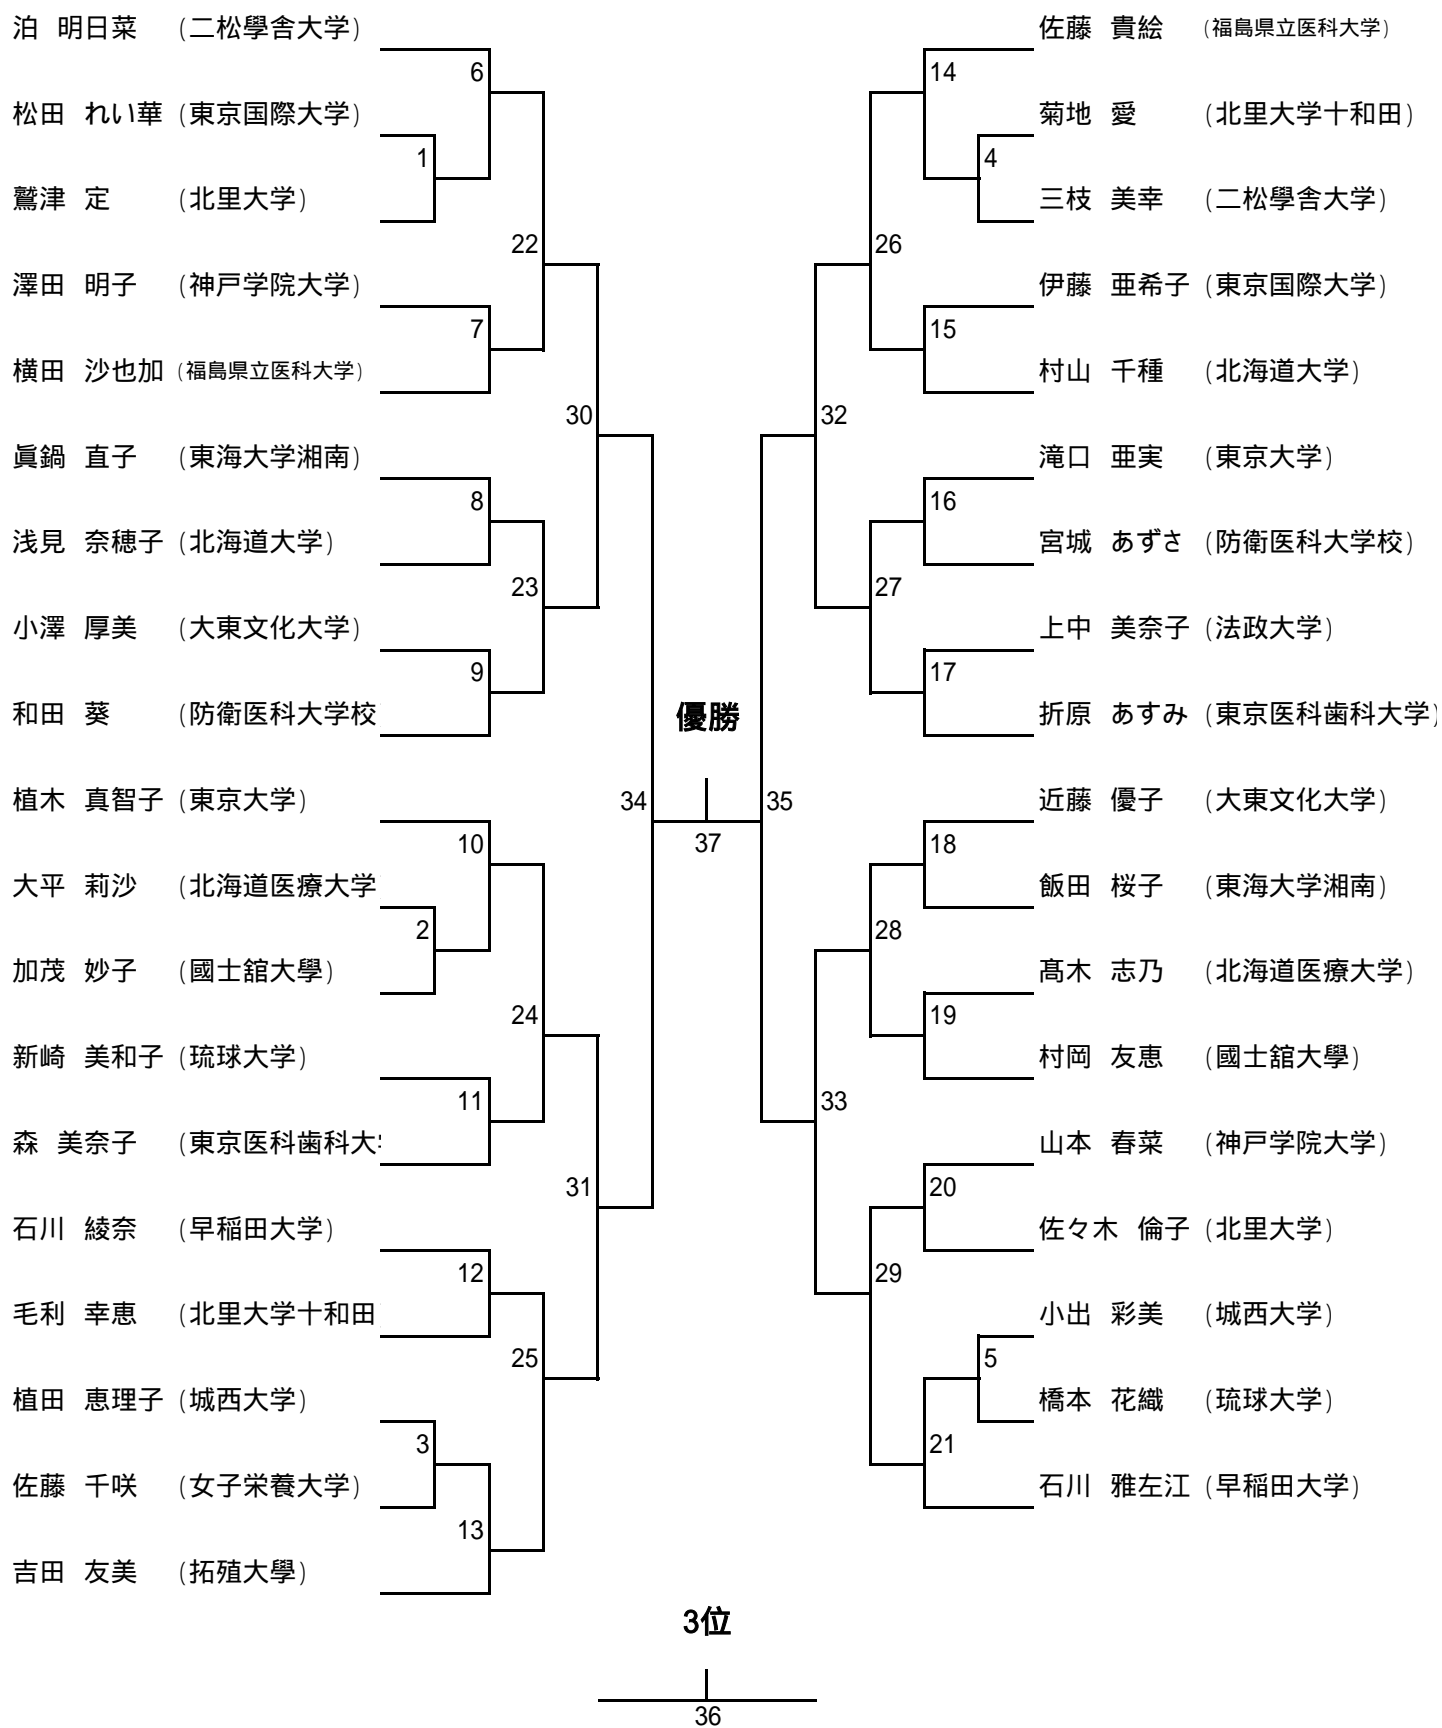 泊 明日菜 (二松學舎大学)
6
松田 れい華 (東京国際大学)
1
鷲津 定 (北里大学)
22
澤田 明子 (神戸学院大学)
7
横田 沙也加 (福島県立医科大学)
30
眞鍋 直子 (東海大学湘南)
8
浅見 奈穂子 (北海道大学)
23
小澤 厚美 (大東文化大学)
9
和田 葵 (防衛医科大学校
植木 真智子 (東京大学)
10
大平 莉沙 (北海道医療大学
2
加茂 妙子 (國士舘大學)
24
新崎 美和子 (琉球大学)
11
森 美奈子 (東京医科歯科大
31
石川 綾奈 (早稲田大学)
12
毛利 幸恵 (北里大学十和田
25
植田 恵理子 (城西大学)
3
佐藤 千咲 (女子栄養大学)
13
吉田 友美 (拓殖大學)
優勝
34
37
35
佐藤 貴絵 (福島県立医科大学)
14
菊地 愛 (北里大学十和田)
4
三枝 美幸 (二松學舎大学)
26
伊藤 亜希子 (東京国際大学)
15
村山 千種 (北海道大学)
32
滝口 亜実 (東京大学)
16
宮城 あずさ (防衛医科大学校)
27
上中 美奈子 (法政大学)
17
折原 あすみ (東京医科歯科大学)
近藤 優子 (大東文化大学)
18
飯田 桜子 (東海大学湘南)
28
髙木 志乃 (北海道医療大学)
19
村岡 友恵 (國士舘大學)
33
山本 春菜 (神戸学院大学)
20
佐々木 倫子 (北里大学)
29
小出 彩美 (城西大学)
5
橋本 花織 (琉球大学)
21
石川 雅左江 (早稲田大学)
3位
36